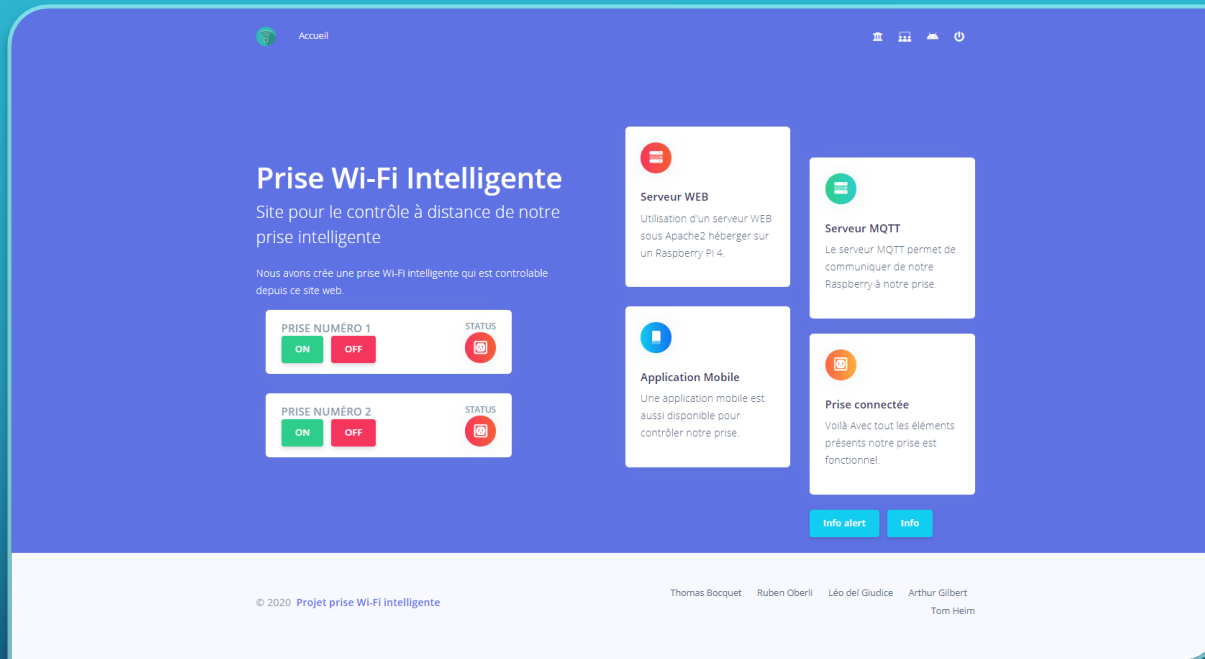 Accueil
Prise Wi-Fi Intelligente
Site pour le contrôle à distance de notre
prise intelligente
Nous avons crée une prise Wi-Fi intelligente qui est controlable
depuis ce site web.
PRISE NUMÉRO 1
STATUS
ON
OFF
PRISE NUMÉRO 2
STATUS
ON
OFF
Serveur WEB
Utilisation d'un serveur WEB
sous Apache2 héberger sur
un Raspberry Pi 4.
Serveur MQTT
Le serveur MQTT permet de
communiquer de notre
Raspberry à notre prise.
Application Mobile
Une application mobile est
aussi disponible pour
contrôler notre prise.
Prise connectée
Voilà Avec tout les éléments
présents notre prise est
fonctionnel.
Info alert
Info
© 2020 Projet prise Wi-Fi intelligente
Thomas Bocquet Ruben Oberli Léo del Giudice Arthur Gilbert
Tom Heim